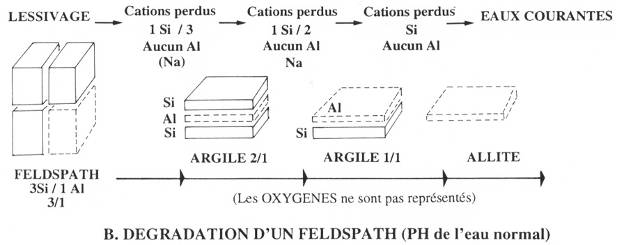 LESSIVAGE
Cations perdus
1 Si / 3
Aucun Al
(Na)
Cations perdus
1 Si / 2
Aucun Al
Na
Cations perdus
Si
Aucun Al
EAUX COURANTES
Si
Al
Si
Al
Si
FELDSPATH
3Si / 1 Al
3/1
ARGILE 2/1
ARGILE 1/1
ALLITE
(Les OXYGENES ne sont pas représentés)
B. DEGRADATION D'UN FELDSPATH (PH de l'eau normal)